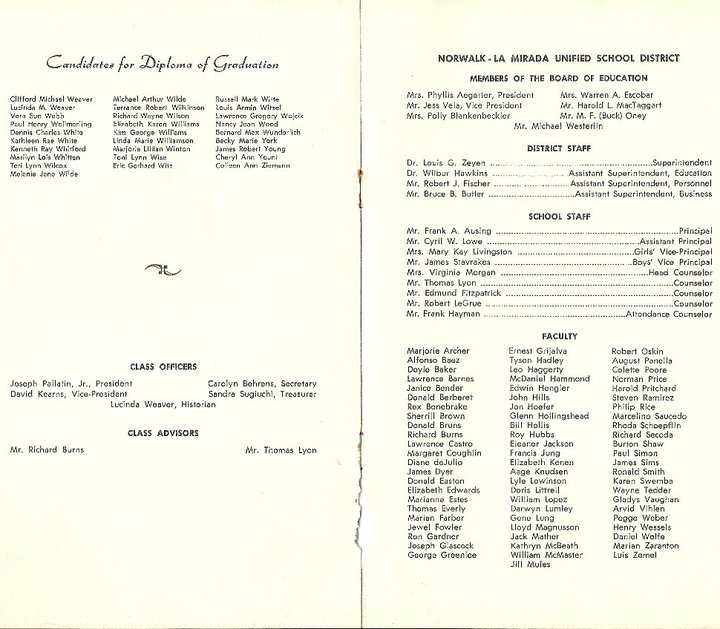 Candidates for Diploma of Graduation
Clifford Michael Weaver
Lucinda M. Weaver
Vera Sue Webb
Paul Henry Wellmerling
Dennis Charles White
Kathleen Rae White
Kenneth Ray Whitford
Marilyn Lois Whitten
Teri Lynn Wilcox
Melanie Jane Wilde
Michael Arthur Wilde
Terrance Robert Wilkinson
Richard Wayne Wilson
Elizabeth Karen Willson
Kim George Williams
Linda Marie Williamson
Marjorie Lillian Winton
Toni Lynn Wise
Eric Gerhard Witt
Russell Mark Witte
Louis Armin Witzel
Lawrence Gregory Wojcik
Nancy Jean Wood
Bernard Max Wunderlich
Becky Marie York
James Robert Young
Cheryl Ann Yount
Colleen Ann Ziemann
CLASS OFFICERS
Joseph Pallatin, Jr., President Carolyn Behrens, Secretary
David Kearns, Vice-President Sandra Sugiuchi, Treasurer
Lucinda Weaver, Historian
CLASS ADVISORS
Mr. Richard Burns Mr. Thomas Lyon
NORWALK - LA MIRADA UNIFIED SCHOOL DISTRICT
MEMBERS OF THE BOARD OF EDUCATION
Mrs. Phyllis Aegerter, President Mrs. Warren A. Escobar
Mr. Jess Vela, Vice President Mr. Harold L. MacTaggart
Mrs. Polly Blankenbeckler Mr. M. F. (Buck) Oney
Mr. Michael Westerlin
DISTRICT STAFF
Dr. Louis G. Zeyen Superintendent
Dr. Wilbur Hawkins Assistant Superintendent, Education
Mr. Robert J. Fischer Assistant Superintendent, Personnel
Mr. Bruce B. Butler Assistant Superintendent, Business
SCHOOL STAFF
Mr. Frank A. Ausing Principal
Mr. Cyril W. Lowe Assistant Principal
Mrs. Mary Kay Livingston Girls' Vice-Principal
Mr. James Stavrakes Boys' Vice Principal
Mrs. Virginia Morgan Head Counselor
Mr. Thomas Lyon Counselor
Mr. Edmund Fitzpatrick Counselor
Mr. Robert LeGrue Counselor
Mr. Frank Hayman Attendance Counselor
FACULTY
Marjorie Archer
Alfonso Baez
Doyle Baker
Lawrence Barnes
Janice Bender
Donald Berberet
Rex Bonebrake
Sherrill Brown
Donald Bruns
Richard Burns
Lawrence Castro
Margaret Coughlin
Diane deJulio
James Dyer
Donald Easton
Elizabeth Edwards
Marianne Estes
Thomas Everly
Marian Farbor
Jewel Fowler
Ron Gardner
Joseph Glascock
George Greenlee
Ernest Grijalva
Tyson Hadley
Leo Haggerty
McDaniel Hammond
Edwin Hengler
John Hills
Jon Hoefer
Glenn Hollingshead
Bill Hollis
Roy Hubbs
Eleanor Jackson
Francis Jung
Elizabeth Kenen
Aage Knudsen
Lyle Lewinson
Doris Littrell
William Lopez
Darwyn Lumley
Gene Lung
Lloyd Magnusson
Jack Mather
Kathryn McBeath
William McMaster
Jill Mules
Robert Oskin
August Panella
Colette Poore
Norman Price
Harold Pritchard
Steven Ramirez
Philip Rice
Marcelino Saucedo
Rhoda Schoepflin
Richard Secoda
Burton Shaw
Paul Simon
James Sims
Ronald Smith
Karen Swemba
Wayne Tedder
Gladys Vaughan
Arvid Vihlen
Pegge Weber
Henry Wessels
Daniel Wolfe
Marian Zaranton
Luis Zemel